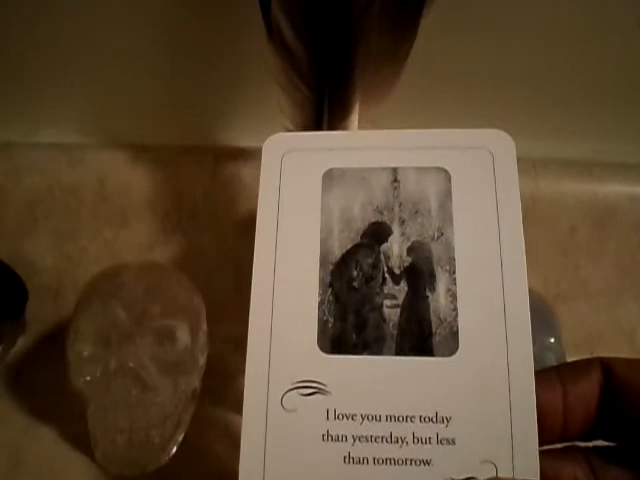 I love you more today
than yesterday, but less
than tomorrow.